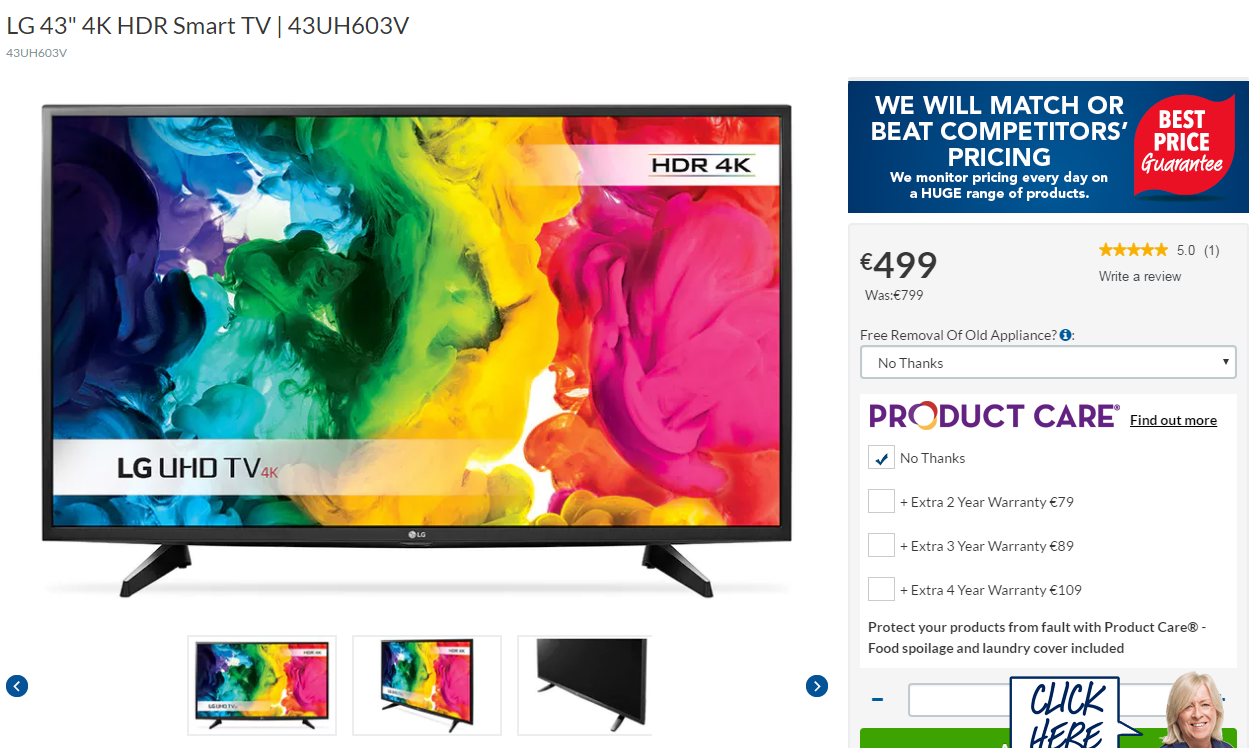 LG 43" 4K HDR Smart TV | 43UH603V
43UH603V
HDR 4K
LG UHD TV 4K
LG
WE WILL MATCH OR
BEAT COMPETITORS'
PRICING
We monitor pricing every day on
a HUGE range of products.
BEST
PRICE
Guarantee
€499
Was:€799
5.0 (1)
Write a review
Free Removal Of Old Appliance? :
No Thanks
PRODUCT CARE® Find out more
No Thanks
+ Extra 2 Year Warranty €79
+ Extra 3 Year Warranty €89
+ Extra 4 Year Warranty €109
Protect your products from fault with Product Care® -
Food spoilage and laundry cover included
CLICK
HERE